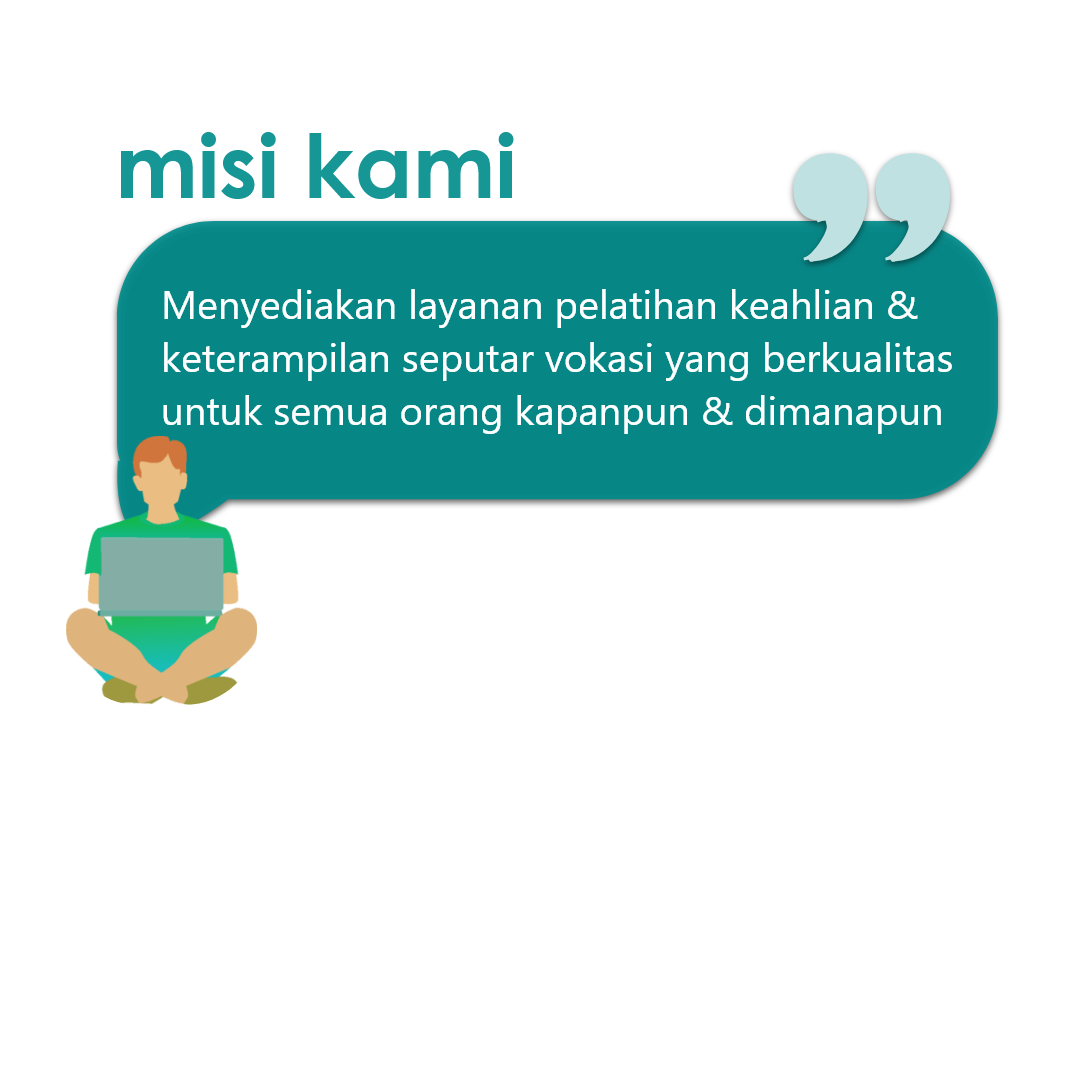 misi kami
Menyediakan layanan pelatihan keahlian &
keterampilan seputar vokasi yang berkualitas
untuk semua orang kapanpun & dimanapun